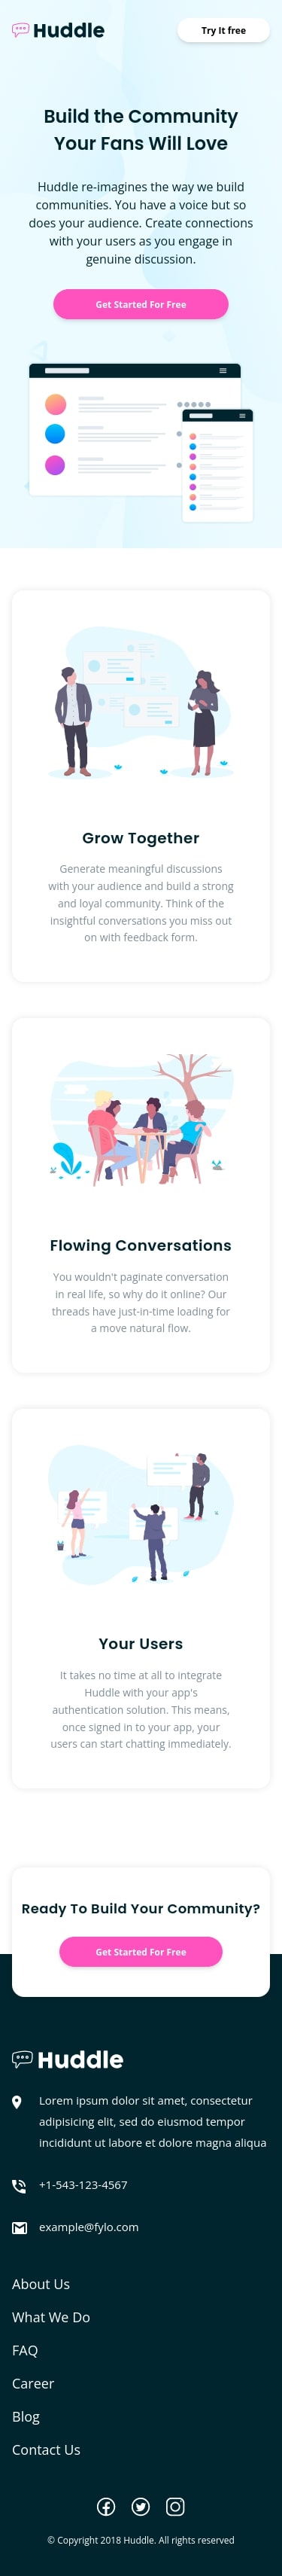 Huddle
Try It free
Build the Community
Your Fans Will Love
Huddle re-imagines the way we build
communities. You have a voice but so
does your audience. Create connections
with your users as you engage in
genuine discussion.
Get Started For Free
Grow Together
Generate meaningful discussions
with your audience and build a strong
and loyal community. Think of the
insightful conversations you miss out
on with feedback form.
Flowing Conversations
You wouldn't paginate conversation
in real life, so why do it online? Our
threads have just-in-time loading for
a move natural flow.
Your Users
It takes no time at all to integrate
Huddle with your app's
authentication solution. This means,
once signed in to your app, your
users can start chatting immediately.
Ready To Build Your Community?
Get Started For Free
Huddle
Lorem ipsum dolor sit amet, consectetur
adipisicing elit, sed do eiusmod tempor
incididunt ut labore et dolore magna aliqua
+1-543-123-4567
example@fylo.com
About Us
What We Do
FAQ
Career
Blog
Contact Us
© Copyright 2018 Huddle. All rights reserved